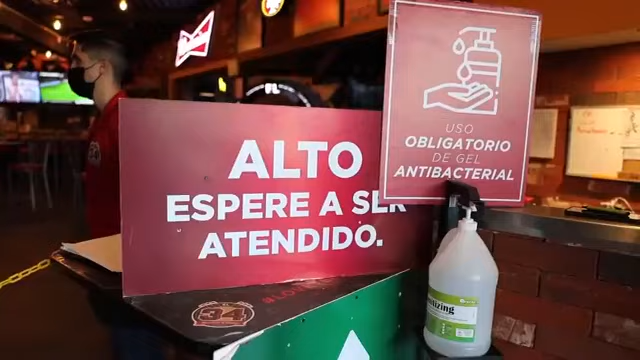 ALTO
ESPERE A SER
ATENDIDO.
USO
OBLIGATORIO
DE GEL
ANTIBACTERIAL
34